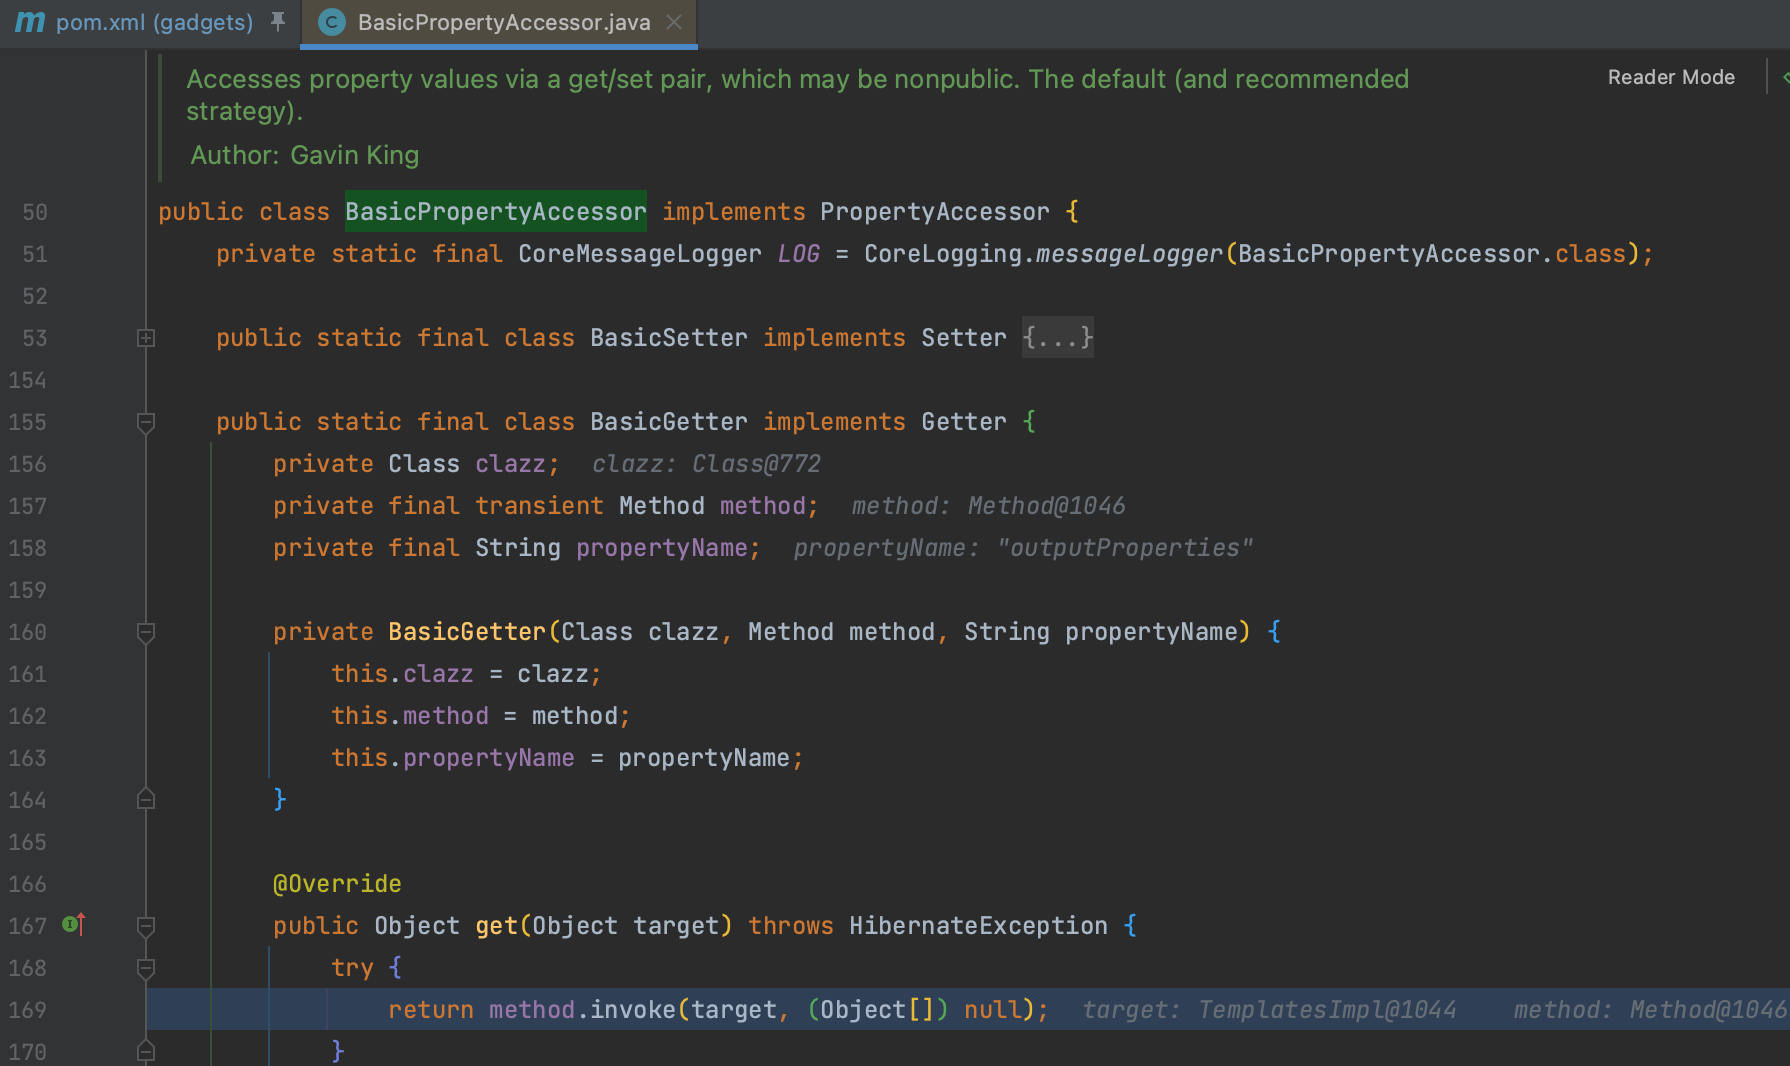 m pom.xml (gadgets) C BasicPropertyAccessor.java
Accesses property values via a get/set pair, which may be nonpublic. The default (and recommended
strategy).
Reader Mode
Author: Gavin King
50 public class BasicPropertyAccessor implements PropertyAccessor {
51 private static final CoreMessageLogger LOG = CoreLogging.messageLogger(BasicPropertyAccessor.class);
52
53 public static final class BasicSetter implements Setter {...}
154
155 public static final class BasicGetter implements Getter {
156 private Class clazz; clazz: Class@772
157 private final transient Method method; method: Method@1046
158 private final String propertyName; propertyName: "outputProperties"
159
160 private BasicGetter(Class clazz, Method method, String propertyName) {
161 this.clazz = clazz;
162 this.method = method;
163 this.propertyName = propertyName;
164 }
165
166 @Override
167 I public Object get(Object target) throws HibernateException {
168 try {
169 return method.invoke(target, (Object[]) null); target: TemplatesImpl@1044 method: Method@1046
170 }